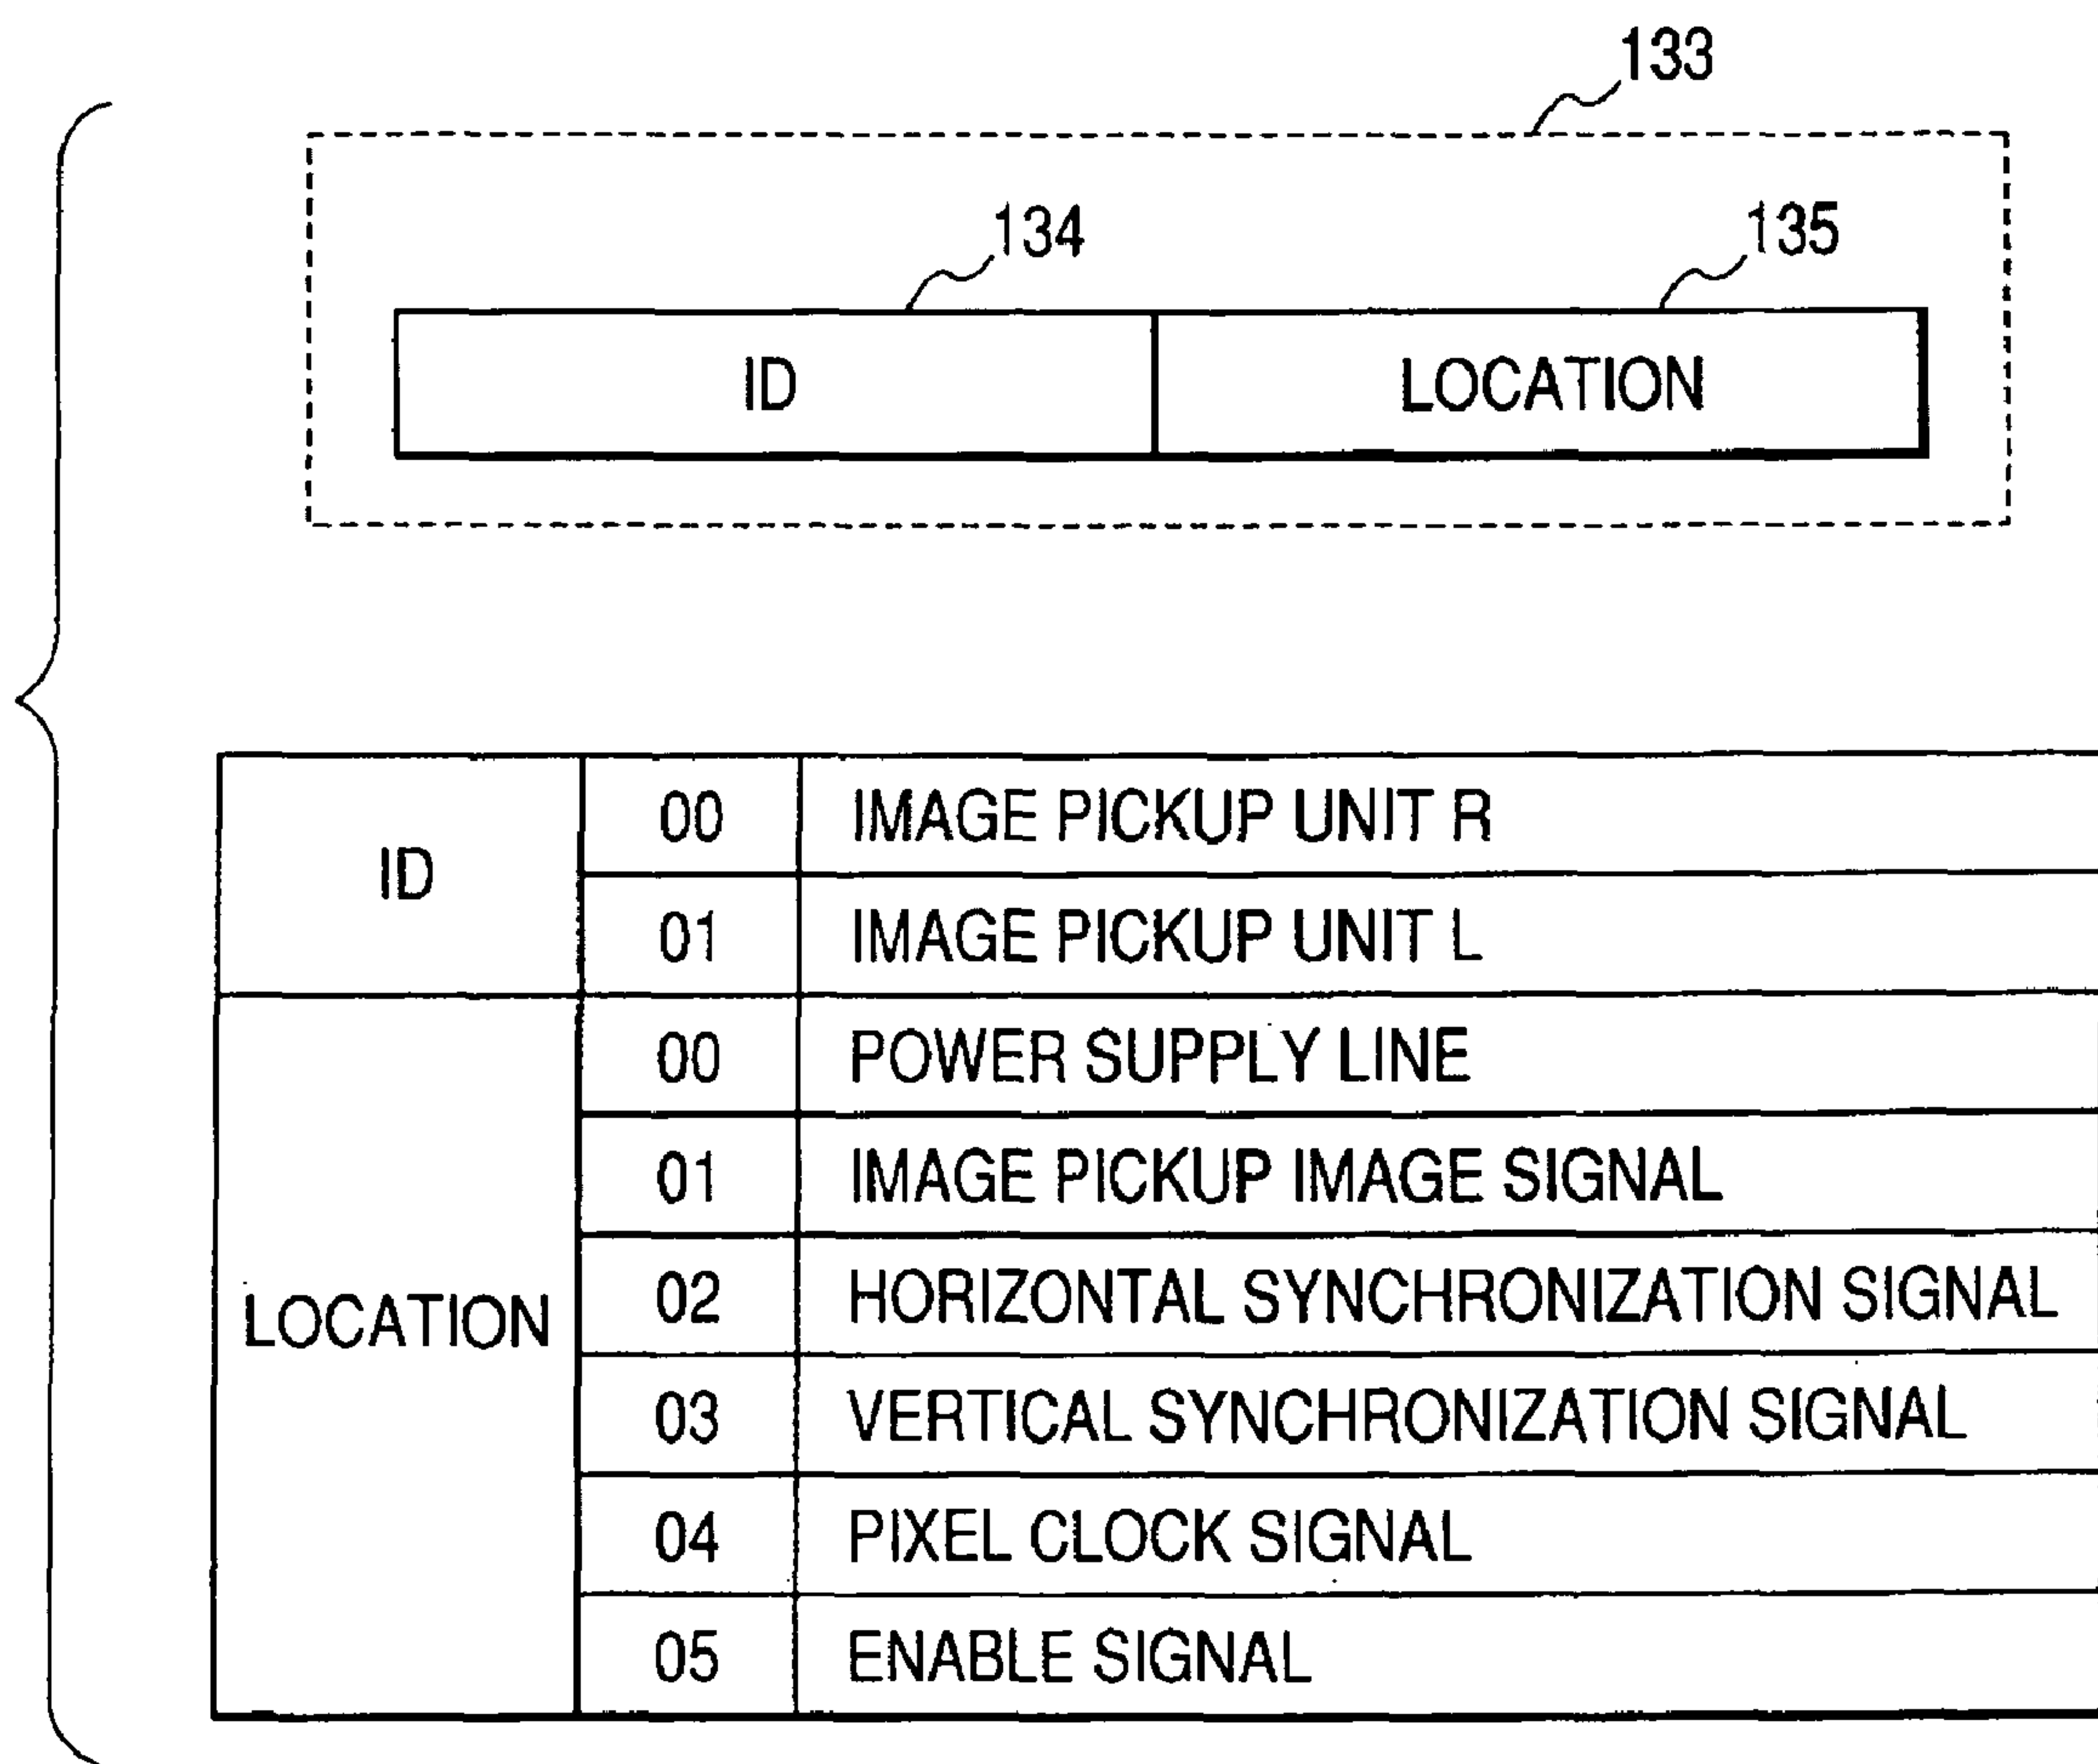 133
134
135
ID LOCATION
ID
00 IMAGE PICKUP UNIT R
01 IMAGE PICKUP UNIT L
LOCATION
00 POWER SUPPLY LINE
01 IMAGE PICKUP IMAGE SIGNAL
02 HORIZONTAL SYNCHRONIZATION SIGNAL
03 VERTICAL SYNCHRONIZATION SIGNAL
04 PIXEL CLOCK SIGNAL
05 ENABLE SIGNAL